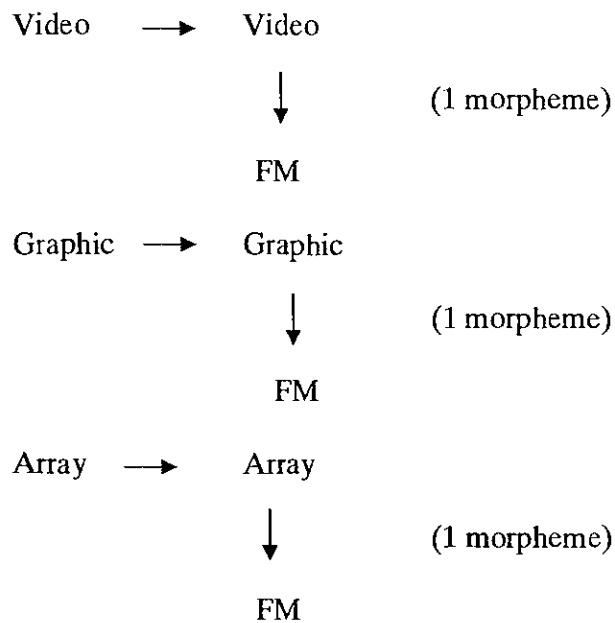 Video → Video
↓
(1 morpheme)
FM
Graphic → Graphic
↓
(1 morpheme)
FM
Array → Array
↓
(1 morpheme)
FM